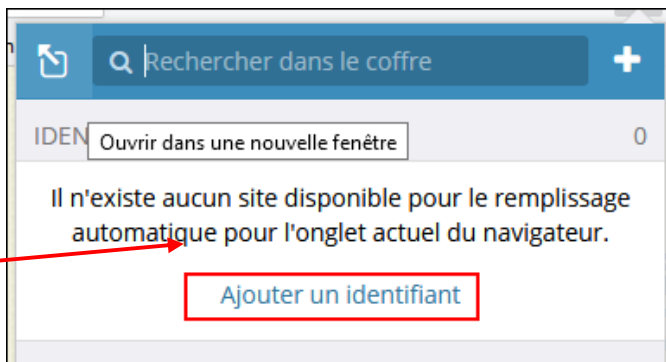 Rechercher dans le coffre
IDEN
0
Ouvrir dans une nouvelle fenêtre
Il n'existe aucun site disponible pour le remplissage
automatique pour l'onglet actuel du navigateur.
Ajouter un identifiant